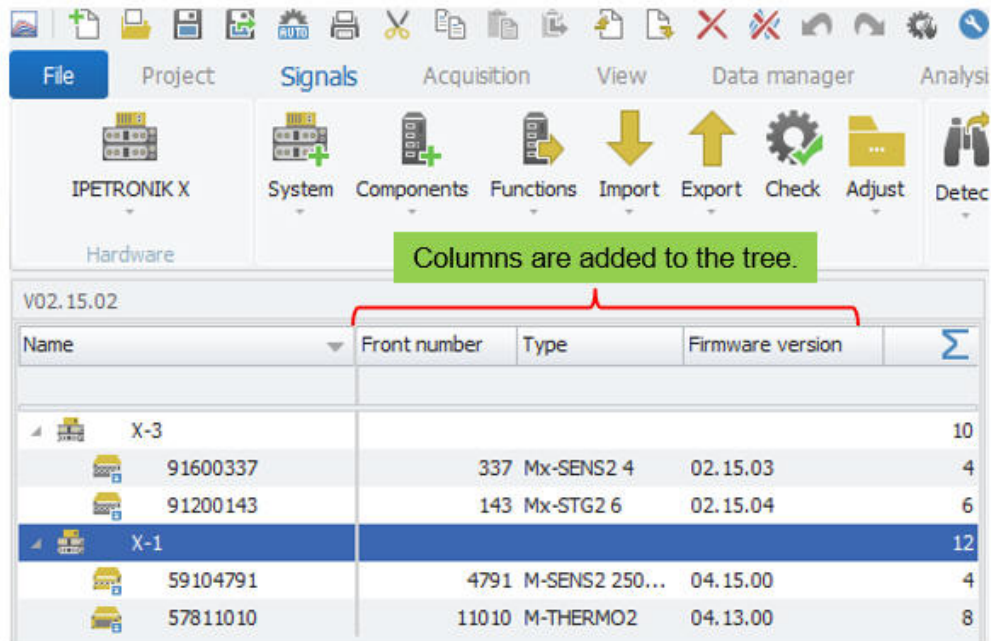 AUTO
File Project Signals Acquisition View Data manager Analysi
IPETRONIK X System Components Functions Import Export Check Adjust Detec
Hardware
Columns are added to the tree.
V02.15.02
Name Front number Type Firmware version Σ
X-3 10
91600337 337 Mx-SENS2 4 02.15.03 4
91200143 143 Mx-STG2 6 02.15.04 6
X-1 12
59104791 4791 M-SENS2 250... 04.15.00 4
57811010 11010 M-THERMO2 04.13.00 8